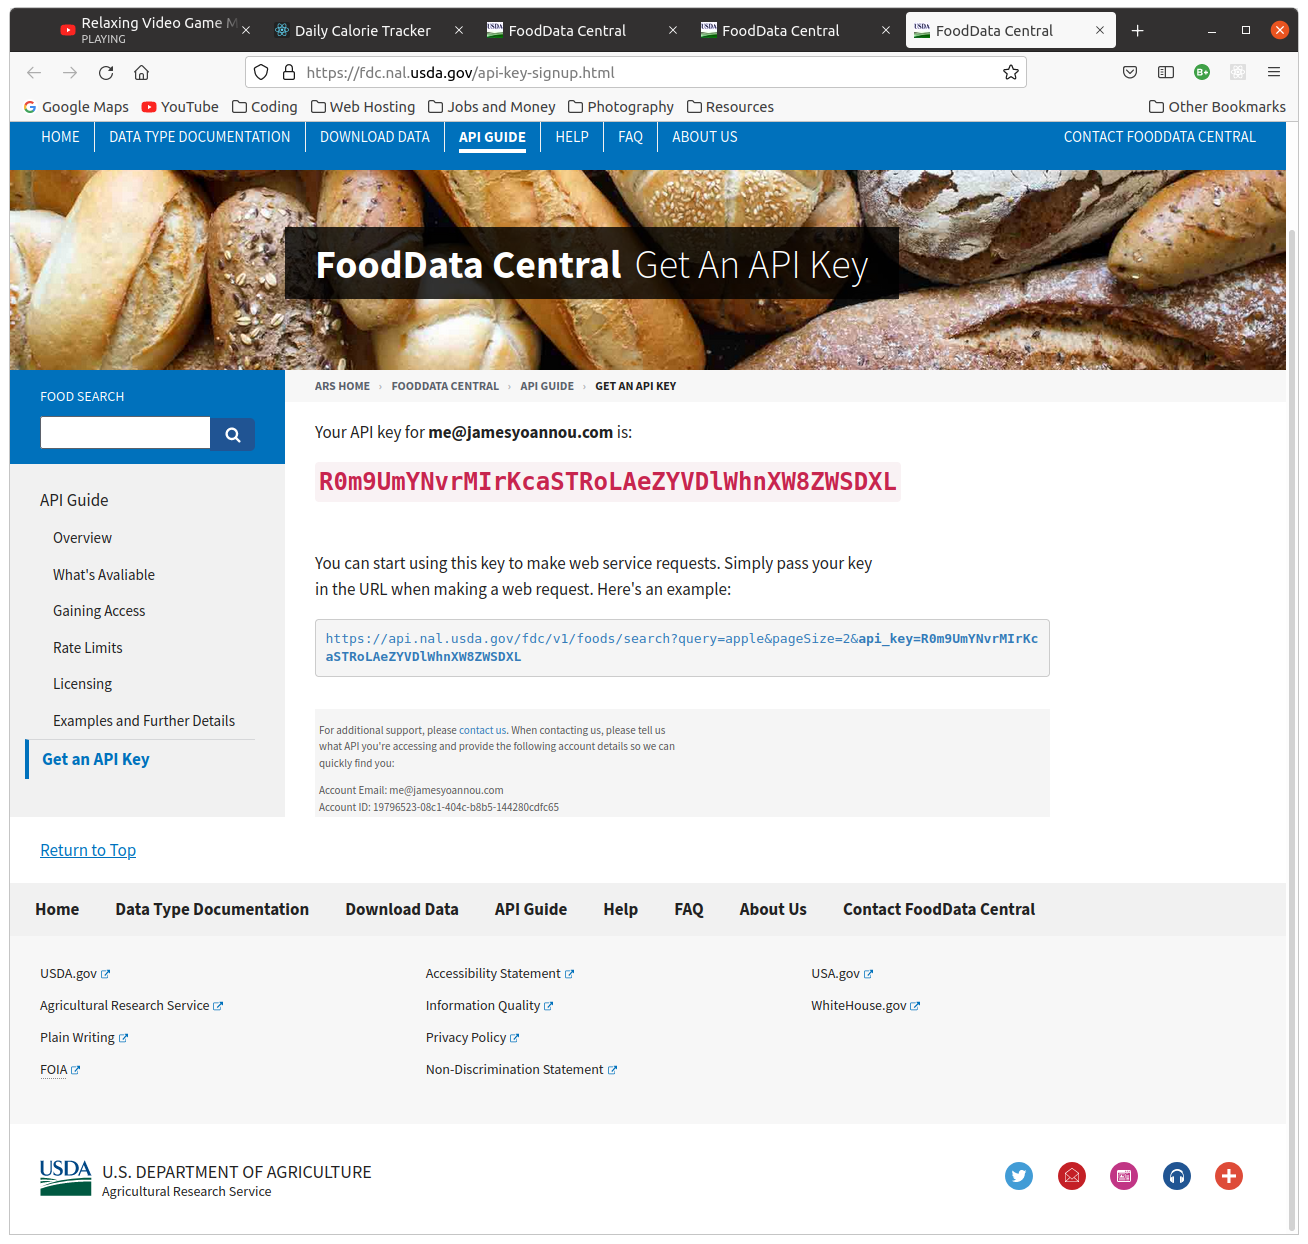 Relaxing Video Game M
PLAYING
Daily Calorie Tracker
FoodData Central
FoodData Central
FoodData Central
https://fdc.nal.usda.gov/api-key-signup.html
Google Maps YouTube Coding Web Hosting Jobs and Money Photography Resources Other Bookmarks
HOME DATA TYPE DOCUMENTATION DOWNLOAD DATA API GUIDE HELP FAQ ABOUT US CONTACT FOODDATA CENTRAL
FoodData Central Get An API Key
FOOD SEARCH
ARS HOME › FOODDATA CENTRAL › API GUIDE › GET AN API KEY
API Guide
Overview
What's Avaliable
Gaining Access
Rate Limits
Licensing
Examples and Further Details
Get an API Key
Your API key for me@jamesyoannou.com is:
R0m9UmYNvrMIrKcaSTRoLAeZYVDlWhnXW8ZWSDXL
You can start using this key to make web service requests. Simply pass your key
in the URL when making a web request. Here's an example:
https://api.nal.usda.gov/fdc/v1/foods/search?query=apple&pageSize=2&api_key=R0m9UmYNvrMIrKc
aSTRoLAeZYVDlWhnXW8ZWSDXL
For additional support, please contact us. When contacting us, please tell us
what API you're accessing and provide the following account details so we can
quickly find you:
Account Email: me@jamesyoannou.com
Account ID: 19796523-08c1-404c-b8b5-144280cdfc65
Return to Top
Home Data Type Documentation Download Data API Guide Help FAQ About Us Contact FoodData Central
USDA.gov
Agricultural Research Service
Plain Writing
FOIA
Accessibility Statement
Information Quality
Privacy Policy
Non-Discrimination Statement
USA.gov
WhiteHouse.gov
USDA
U.S. DEPARTMENT OF AGRICULTURE
Agricultural Research Service